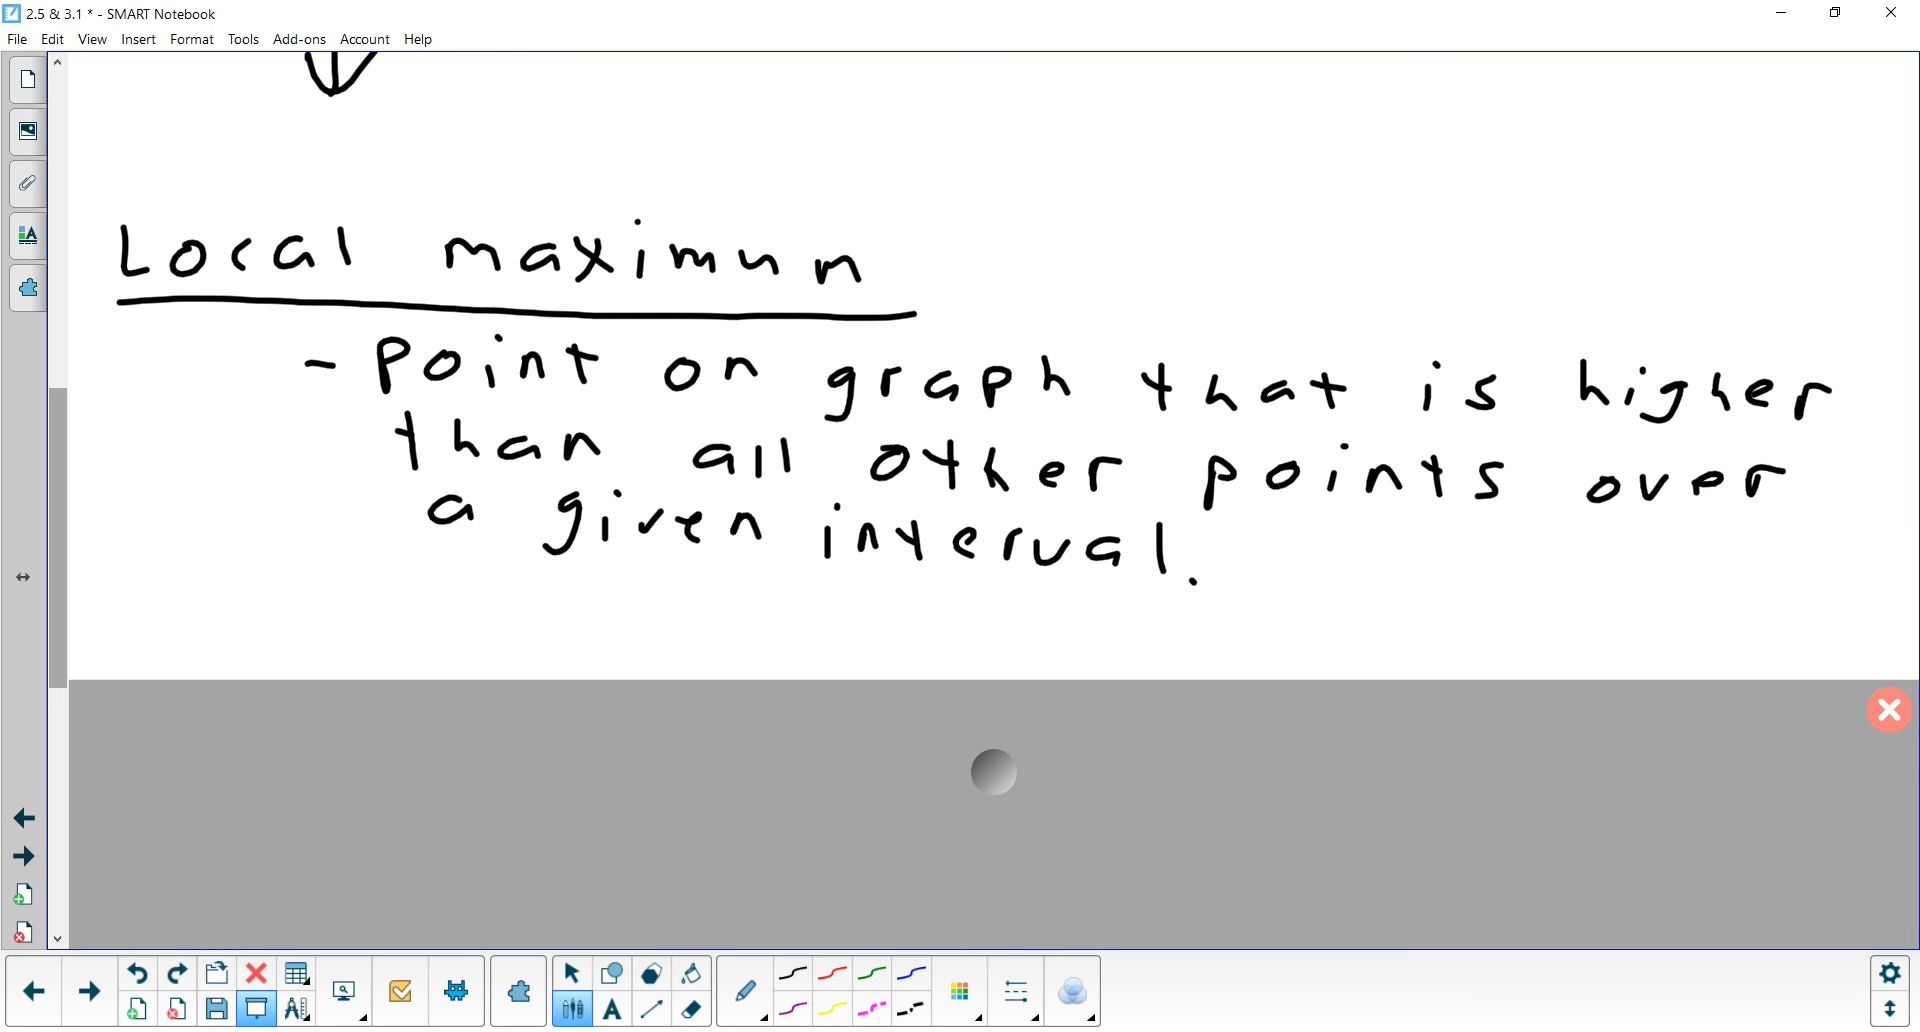 2.5 & 3.1 * - SMART Notebook
File Edit View Insert Format Tools Add-ons Account Help
Local maximum
- Point on graph that is higher
than all other points over
a given interval.